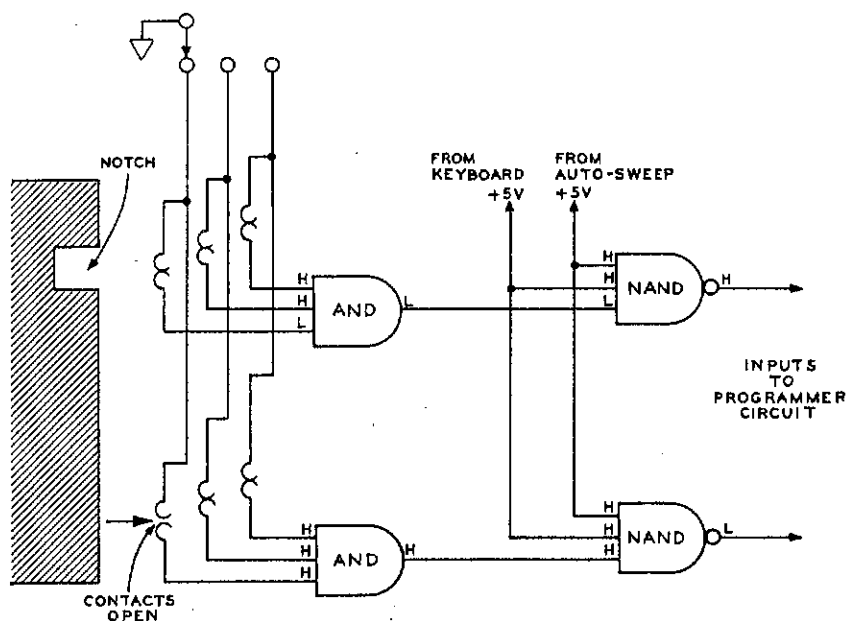 NOTCH
FROM
KEYBOARD
+5V
FROM
AUTO-SWEEP
+5V
H
H
L
AND
L
H
H
L
NAND
H
INPUTS
TO
PROGRAMMER
CIRCUIT
CONTACTS
OPEN
H
H
H
AND
H
H
H
H
NAND
L